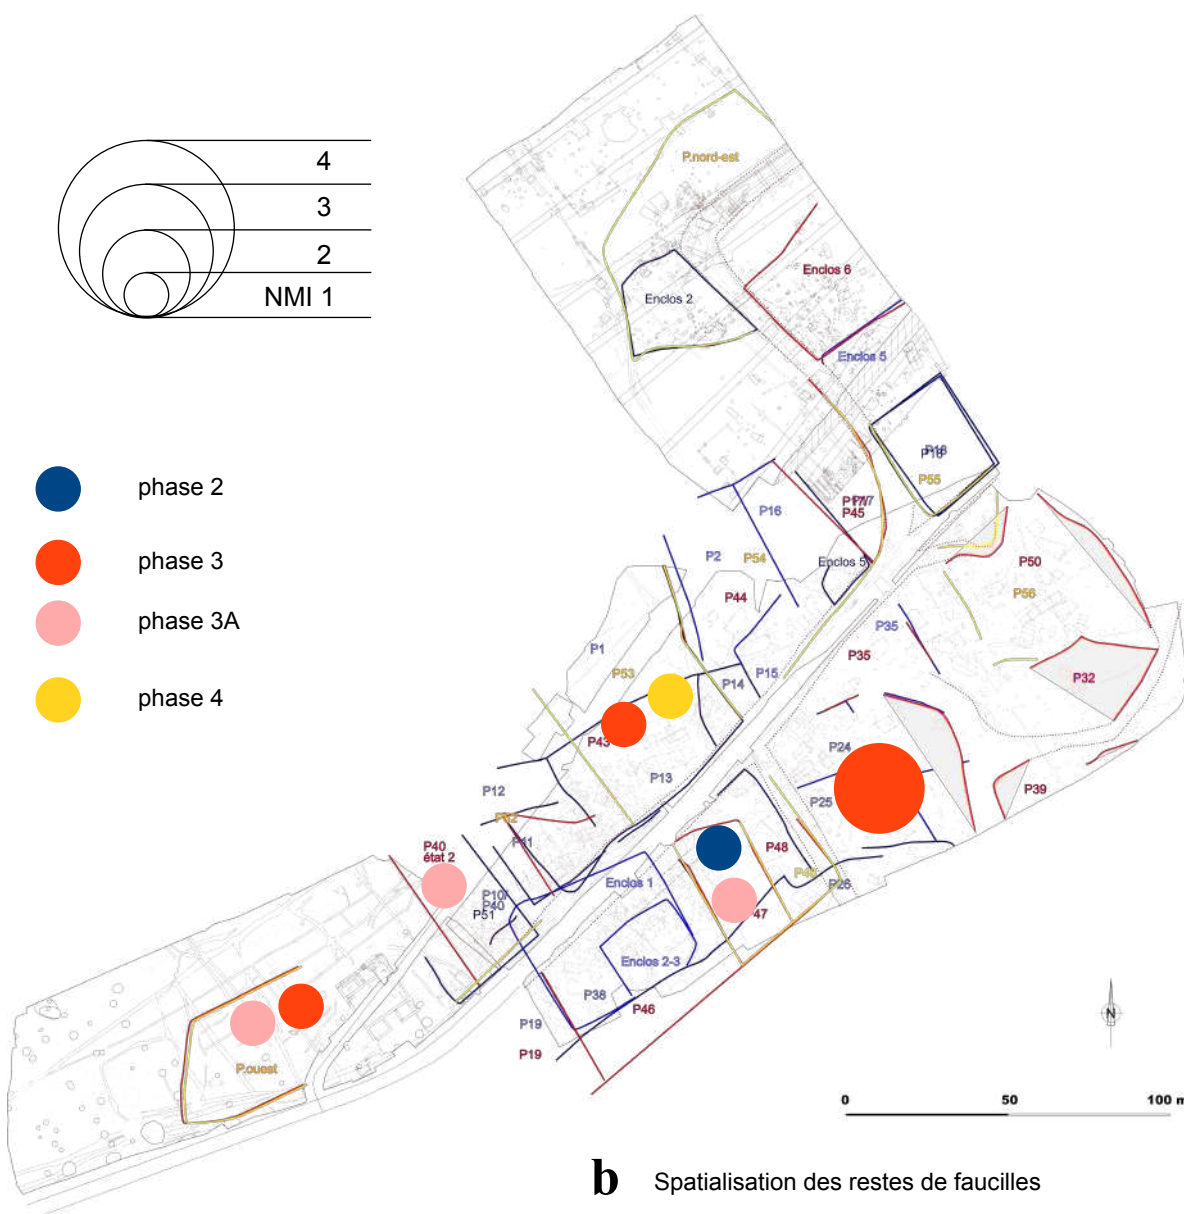 4
3
2
NMI 1
phase 2
phase 3
phase 3A
phase 4
P.nord-est
Enclos 6
Enclos 2
Enclos 5
P18
P55
P16
P45
P2
P54
Enclos 5
P50
P44
P56
P35
P1
P35
P15
P53
P14
P32
P43
P24
P13
P12
P25
P39
P41
P40
état 2
P48
P26
Enclos 1
P40
P51
47
Enclos 2-3
P38
P46
P19
P19
P.ouest
N
0 50 100 m
b Spatialisation des restes de faucilles